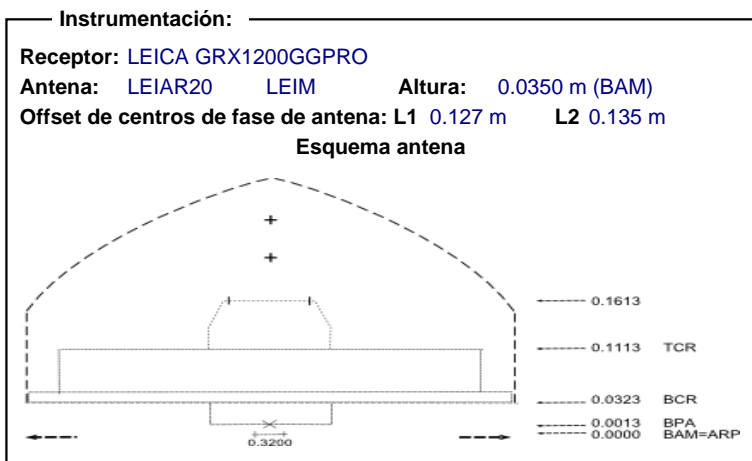 Instrumentación:
Receptor: LEICA GRX1200GGPRO
Antena: LEIAR20 LEIM Altura: 0.0350 m (BAM)
Offset de centros de fase de antena: L1 0.127 m L2 0.135 m
Esquema antena
0.1613
0.1113 TCR
0.0323 BCR
0.0013 BPA
0.0000 BAM=ARP
0.3200